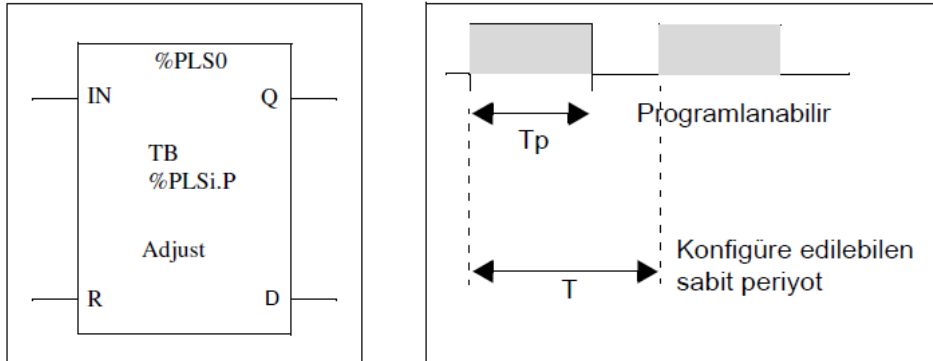 %PLS0
IN Q
TB
%PLSi.P
Adjust
R D
Programlanabilir
Tp
Konfigüre edilebilen
sabit periyot
T